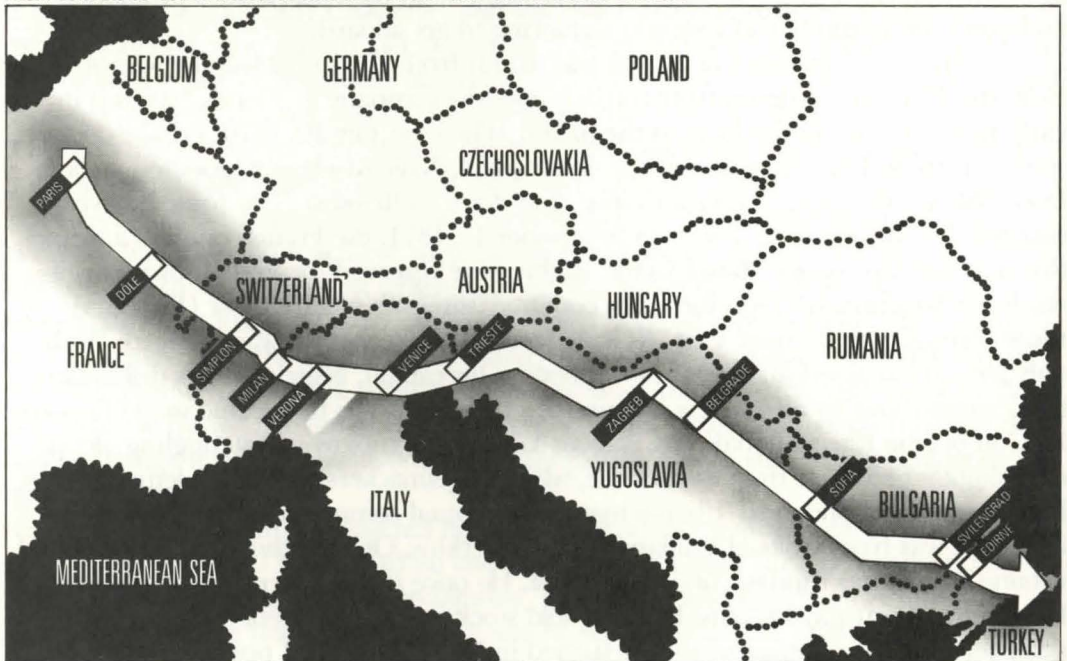 BELGIUM
GERMANY
POLAND
CZECHOSLOVAKIA
PARIS
DÔLE
SWITZERLAND
AUSTRIA
HUNGARY
RUMANIA
FRANCE
SIMPLON
MILAN
VERONA
VENICE
TRIESTE
ZAGREB
BELGRADE
YUGOSLAVIA
SOFIA
BULGARIA
SVILENGRAD
EDIRNE
ITALY
MEDITERRANEAN SEA
TURKEY